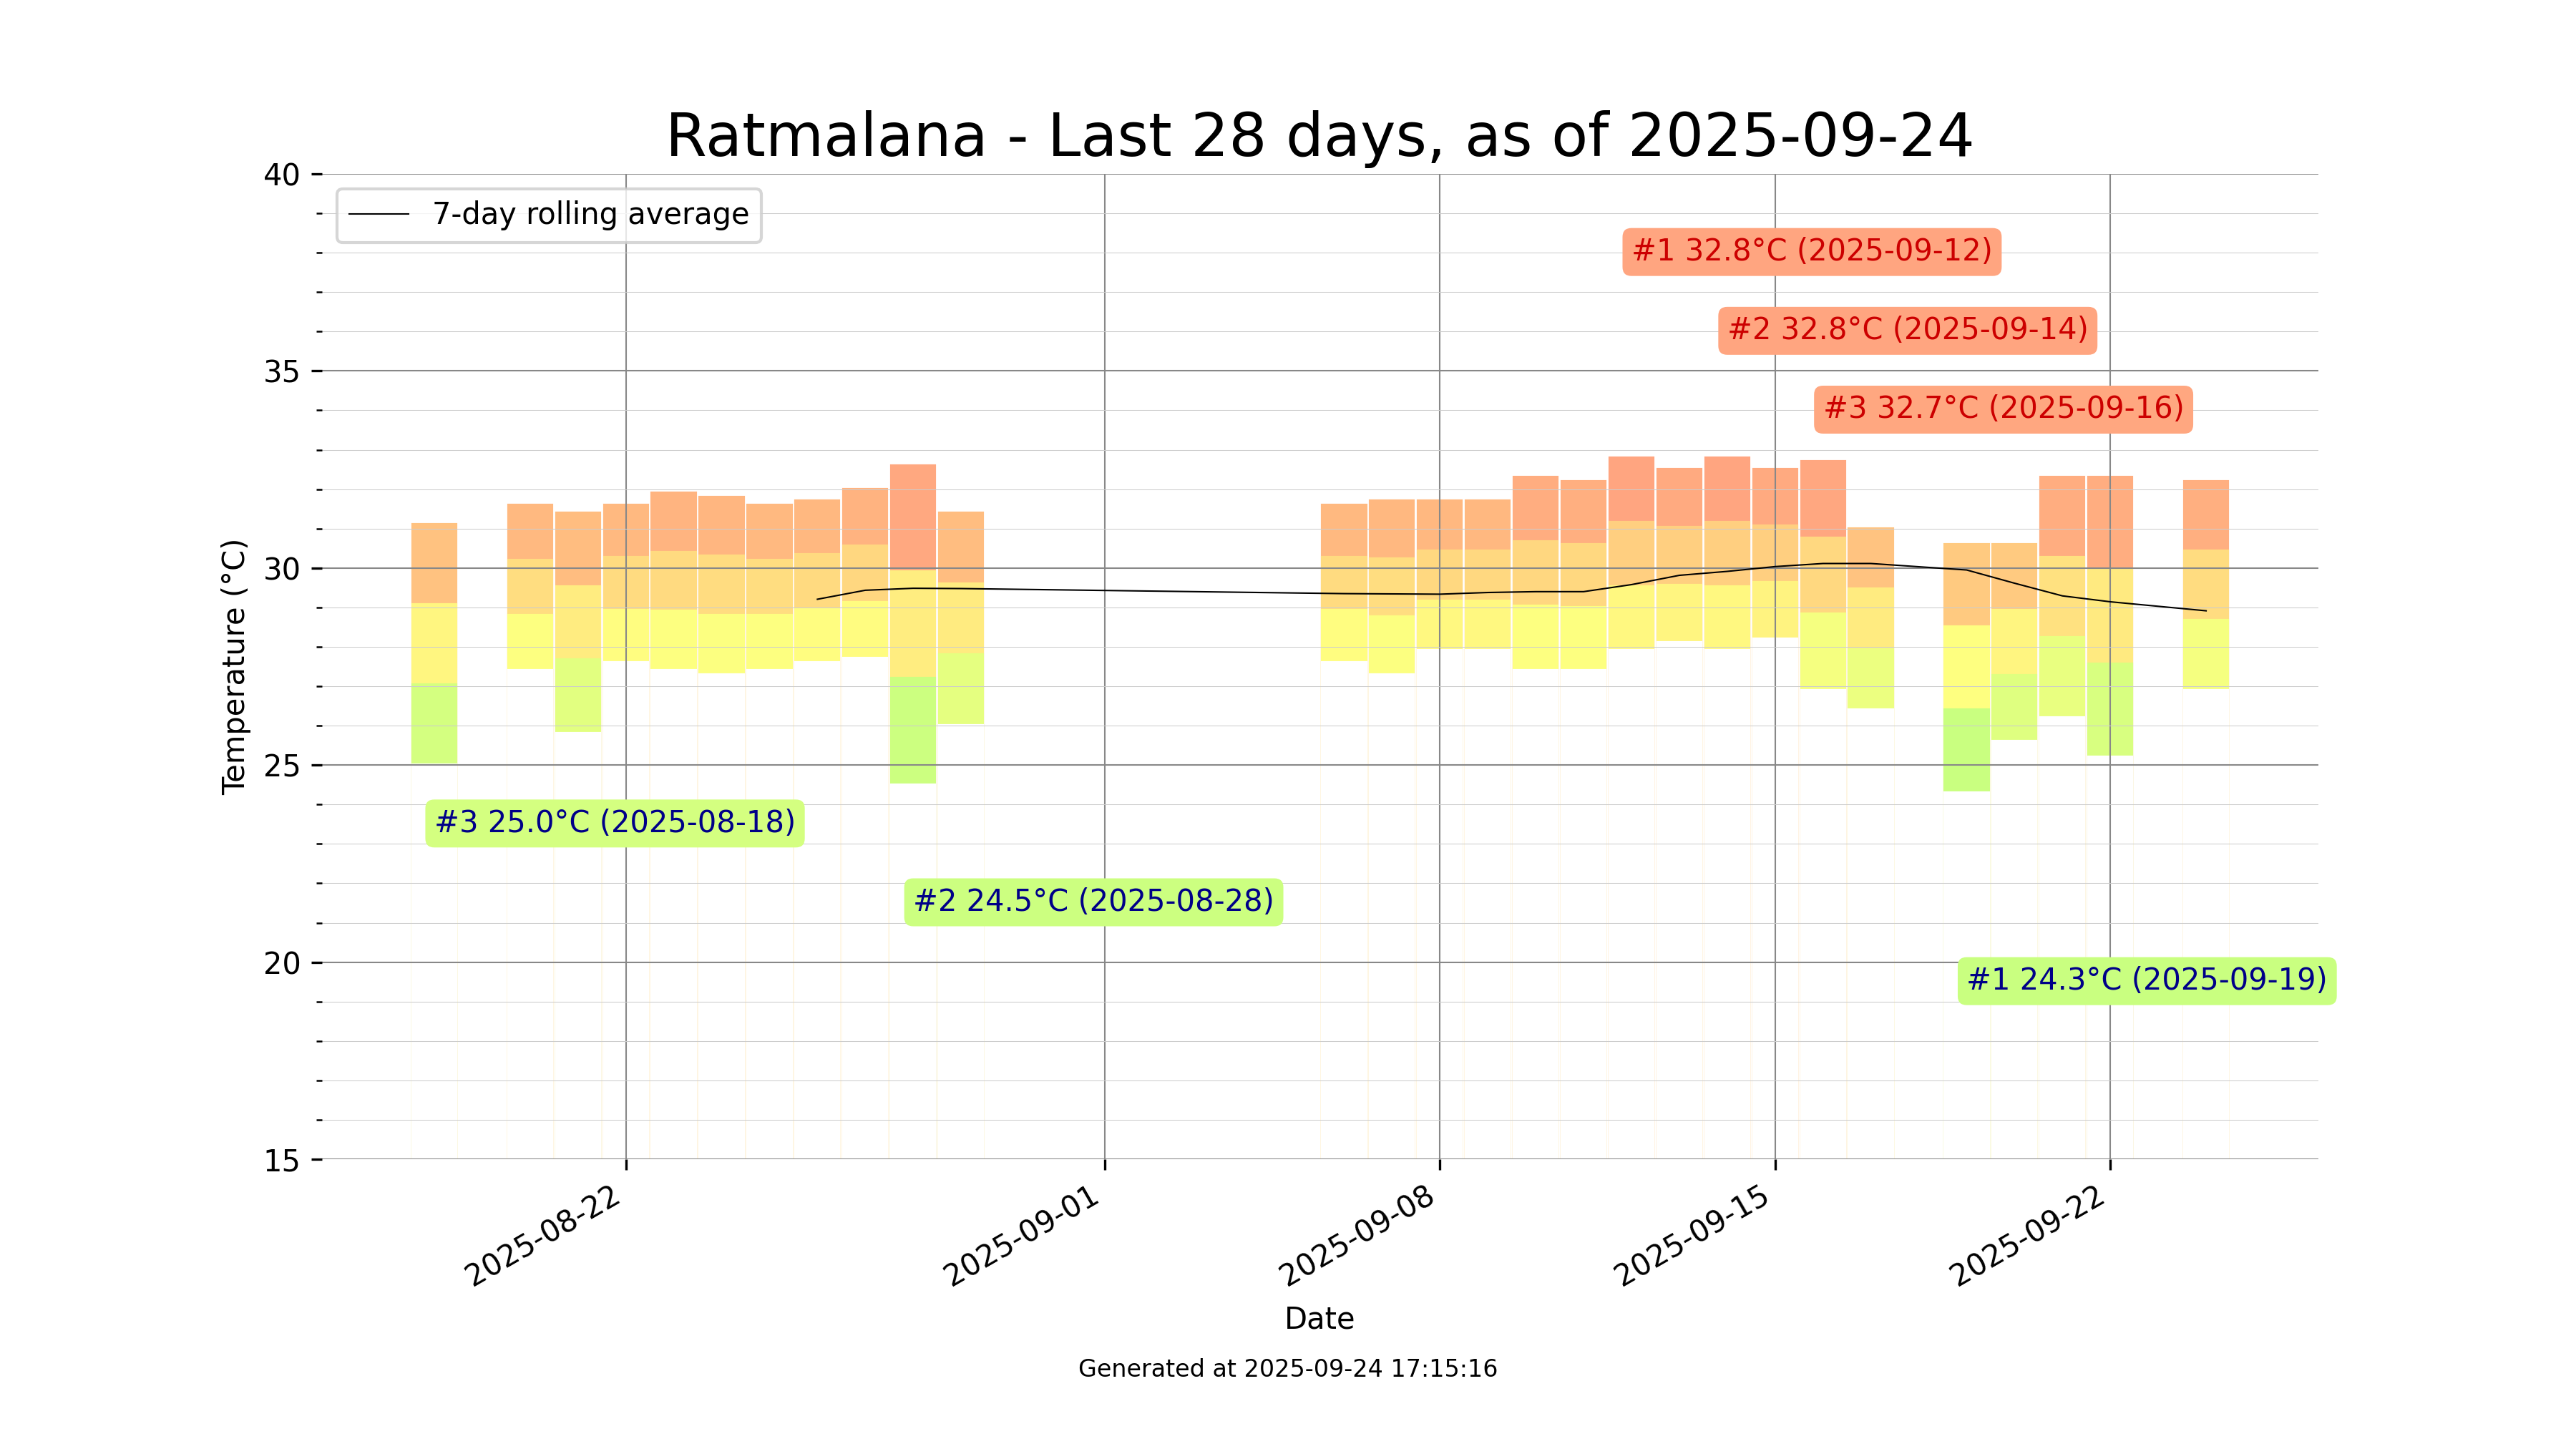 Ratmalana - Last 28 days, as of 2025-09-24
40
7-day rolling average
#1 32.8°C (2025-09-12)
#2 32.8°C (2025-09-14)
35
#3 32.7°C (2025-09-16)
30
Temperature (°C)
25
#3 25.0°C (2025-08-18)
#2 24.5°C (2025-08-28)
20
#1 24.3°C (2025-09-19)
15
2025-08-22
2025-09-01
2025-09-08
2025-09-15
2025-09-22
Date
Generated at 2025-09-24 17:15:16